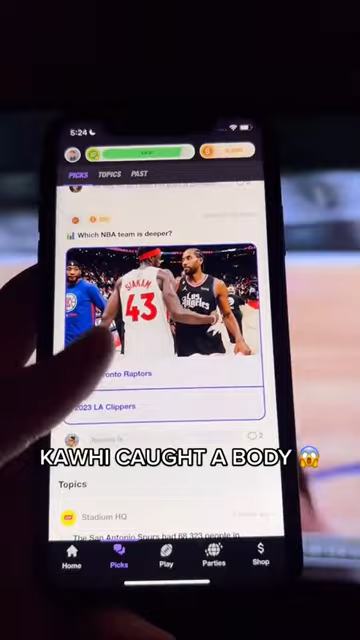 5:24
PICKS TOPICS PAST
📊 Which NBA team is deeper?
SIAKAM
43
Los
Angeles
ronto Raptors
2023 LA Clippers
2
KAWHI CAUGHT A BODY 😱
Topics
Stadium HQ
The San Antonio Spurs had 68,323 people in
Home Picks Play Parties Shop